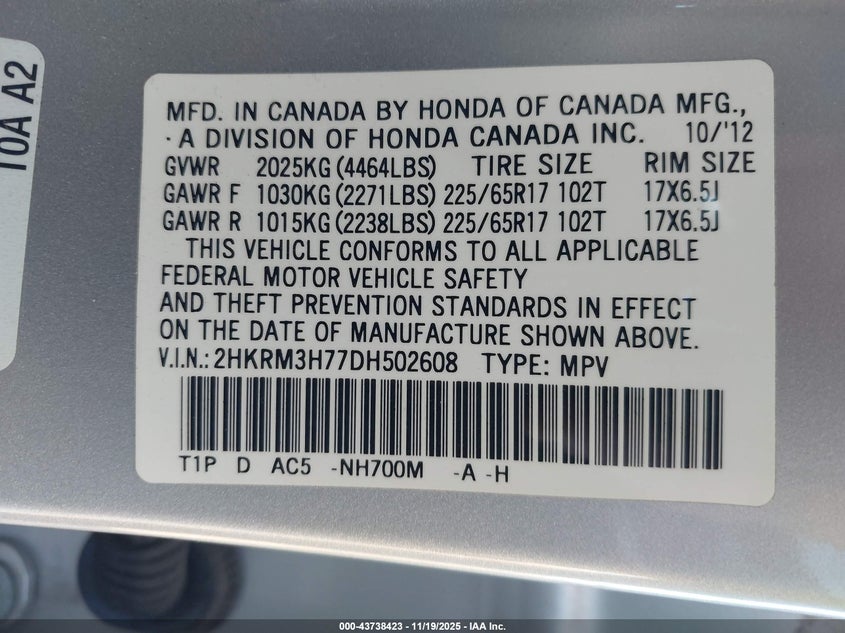 10A A2
MFD. IN CANADA BY HONDA OF CANADA MFG.,
· A DIVISION OF HONDA CANADA INC. 10/'12
GVWR 2025KG (4464LBS) TIRE SIZE RIM SIZE
GAWR F 1030KG (2271LBS) 225/65R17 102T 17X6.5J
GAWR R 1015KG (2238LBS) 225/65R17 102T 17X6.5J
THIS VEHICLE CONFORMS TO ALL APPLICABLE
FEDERAL MOTOR VEHICLE SAFETY
AND THEFT PREVENTION STANDARDS IN EFFECT
ON THE DATE OF MANUFACTURE SHOWN ABOVE.
V.I.N.: 2HKRM3H77DH502608 TYPE: MPV
T1P D AC5 -NH700M -A -H
000-43738423 - 11/19/2025 - IAA Inc.